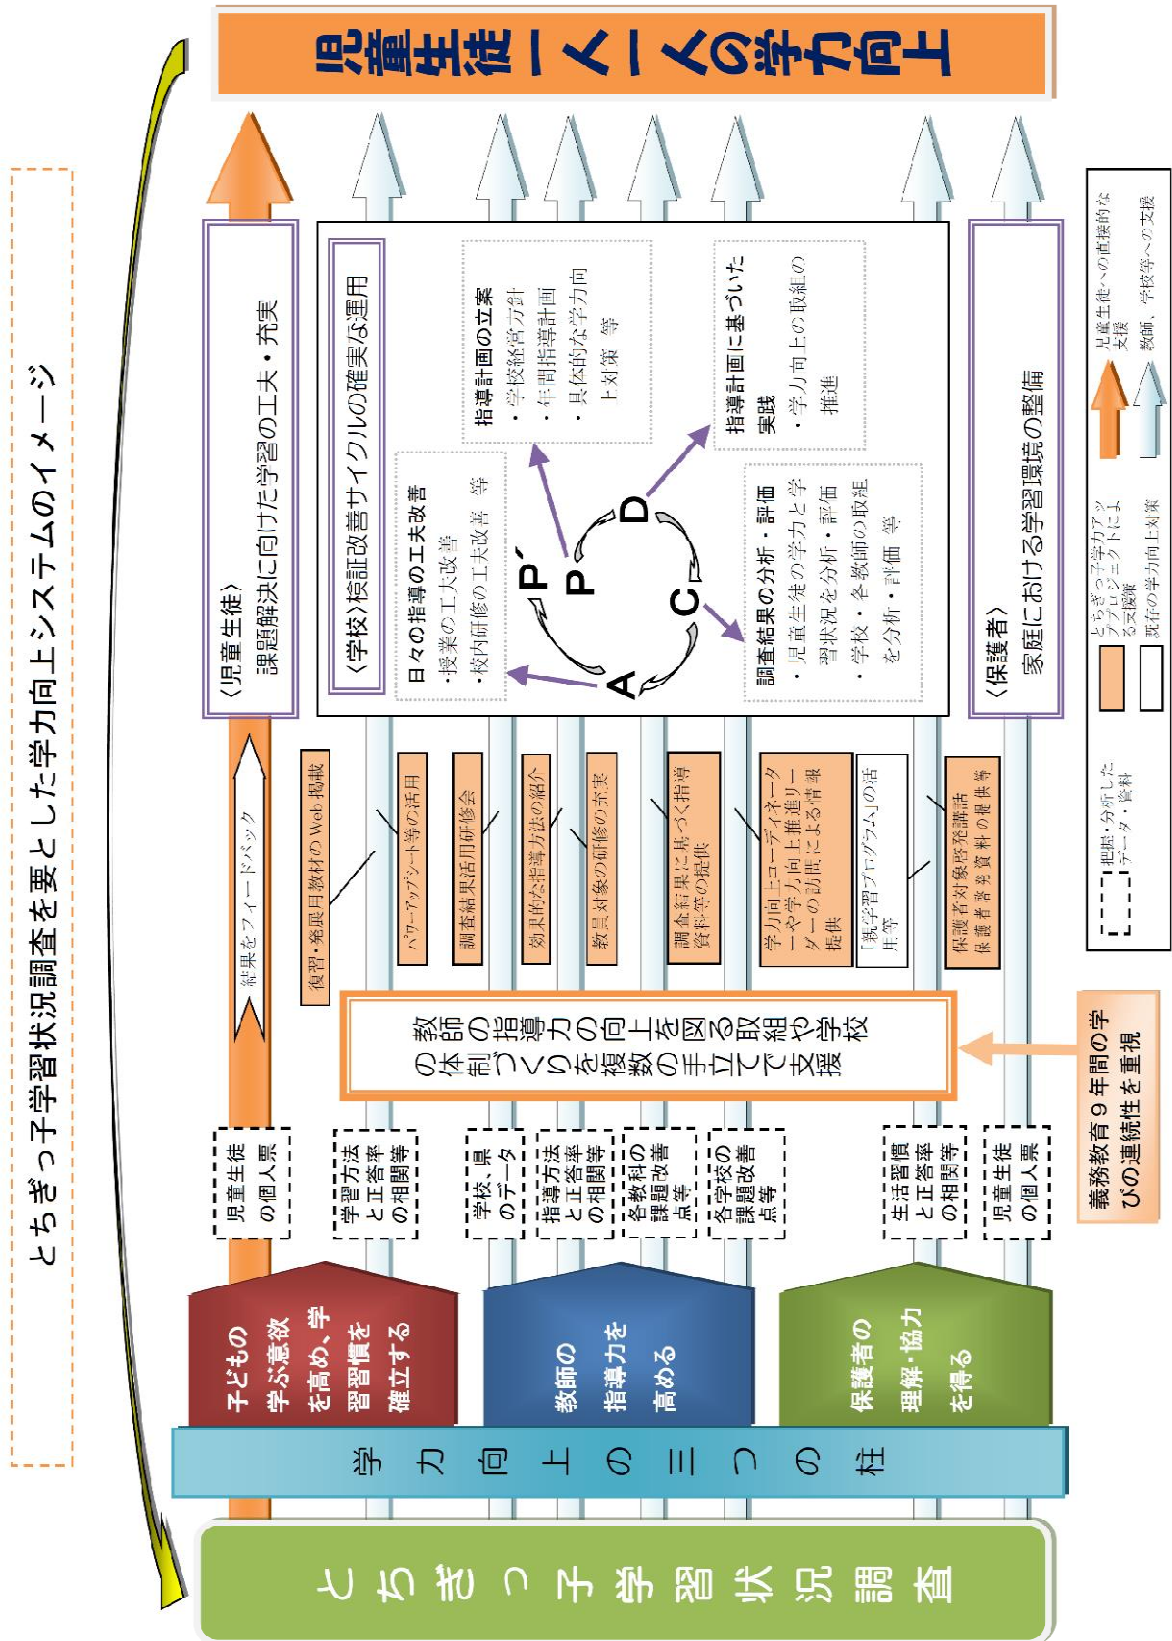 とちぎっ子学習状況調査を要とした学力向上システムのイメージ
とちぎっ子学習状況調査
学力向上の三つの柱
子どもの
学ぶ意欲
を高め、学
習習慣を
確立する
教師の
指導力を
高める
保護者の
理解・協力
を得る
児童生徒
の個人票
学習方法
と正答率
の相関等
学校、県
のデータ
指導方法
と正答率
の相関等
各教科の
課題改善
点等
各学校の
課題改善
点等
生活習慣
と正答率
の相関等
児童生徒
の個人票
義務教育９年間の学
びの連続性を重視
教師の指導力の向上を図る取組や学校
の体制づくりを複数の手立てで支援
結果をフィードバック
復習・発展用教材のWeb掲載
パワーアップシート等の活用
調査結果活用研修会
効果的な指導方法の紹介
教員対象の研修の充実
調査結果に基づく指導
資料等の提供
学力向上コーディネータ
ーや学力向上推進リー
ダーの訪問による情報
提供
「親学習プログラム」の活
用等
保護者対象啓発講話
保護者啓発資料の提供等
〈児童生徒〉
課題解決に向けた学習の工夫・充実
〈学校〉検証改善サイクルの確実な運用
日々の指導の工夫改善
・授業の工夫改善
・校内研修の工夫改善 等
指導計画の立案
・学校経営方針
・年間指導計画
・具体的な学力向
上対策 等
P´
P
D
C
A
調査結果の分析・評価
・児童生徒の学力と学
習状況を分析・評価
・学校・各教師の取組
を分析・評価 等
指導計画に基づいた
実践
・学力向上の取組の
推進
〈保護者〉
家庭における学習環境の整備
児童生徒一人一人の学力向上
把握・分析した
データ・資料
とちぎっ子学力アッ
ププロジェクトによ
る支援策
既存の学力向上対策
児童生徒への直接的な
支援
教師、学校等への支援